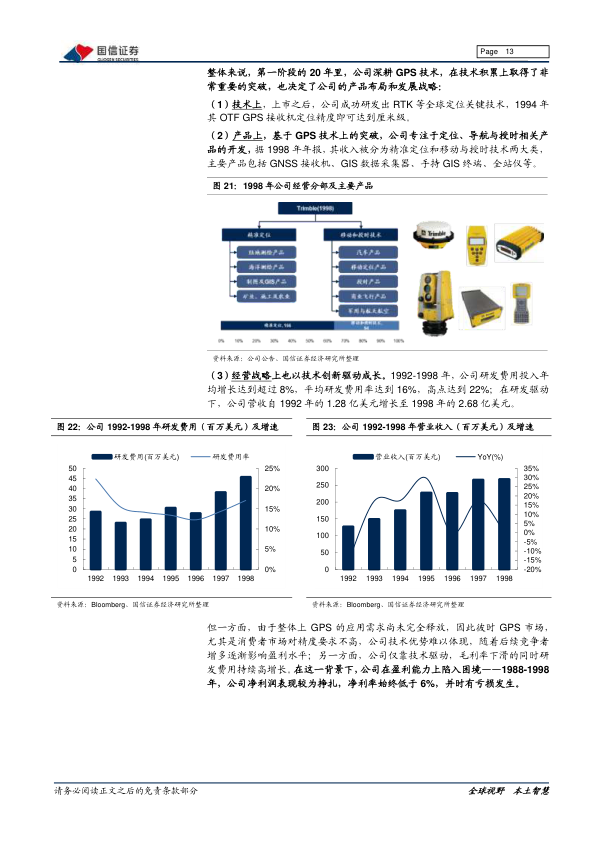 国信证券
GUOSEN SECURITIES
Page 13
整体来说，第一阶段的 20 年里，公司深耕 GPS 技术，在技术积累上取得了非
常重要的突破，也决定了公司的产品布局和发展战略：
（1）技术上，上市之后，公司成功研发出 RTK 等全球定位关键技术，1994 年
其 OTF GPS 接收机定位精度即可达到厘米级。
（2）产品上，基于 GPS 技术上的突破，公司专注于定位、导航与授时相关产
品的开发，据 1998 年年报，其收入被分为精准定位和移动与授时技术两大类，
主要产品包括 GNSS 接收机、GIS 数据采集器、手持 GIS 终端、全站仪等。
图 21：1998 年公司经营分部及主要产品
Trimble(1998)
精准定位 移动和授时技术
陆地测绘产品 汽车产品
海洋测绘产品 移动定位产品
制图及GIS产品 授时产品
矿业、施工及农业 商业飞行产品
军用与航天航空
Trimble
精准定位, 166 移动和授时技术, 94
0% 10% 20% 30% 40% 50% 60% 70% 80% 90% 100%
资料来源：公司公告、国信证券经济研究所整理
（3）经营战略上也以技术创新驱动成长。1992-1998 年，公司研发费用投入年
均增长达到超过 8%，平均研发费用率达到 16%，高点达到 22%；在研发驱动
下，公司营收自 1992 年的 1.28 亿美元增长至 1998 年的 2.68 亿美元。
图 22：公司 1992-1998 年研发费用（百万美元）及增速
研发费用(百万美元) 研发费用率
50 25%
45
40 20%
35
30 15%
25
20 10%
15
10 5%
5
0 0%
1992 1993 1994 1995 1996 1997 1998
资料来源：Bloomberg、国信证券经济研究所整理
图 23：公司 1992-1998 年营业收入（百万美元）及增速
营业收入(百万美元) YoY(%)
300 35%
30%
250 25%
20%
200 15%
10%
150 5%
0%
100 -5%
50 -10%
-15%
0 -20%
1992 1993 1994 1995 1996 1997 1998
资料来源：Bloomberg、国信证券经济研究所整理
但一方面，由于整体上 GPS 的应用需求尚未完全释放，因此彼时 GPS 市场，
尤其是消费者市场对精度要求不高，公司技术优势难以体现，随着后续竞争者
增多逐渐影响盈利水平；另一方面，公司仅靠技术驱动，毛利率下滑的同时研
发费用持续高增长。在这一背景下，公司在盈利能力上陷入困境——1988-1998
年，公司净利润表现较为挣扎，净利率始终低于 6%，并时有亏损发生。
请务必阅读正文之后的免责条款部分
全球视野 本土智慧